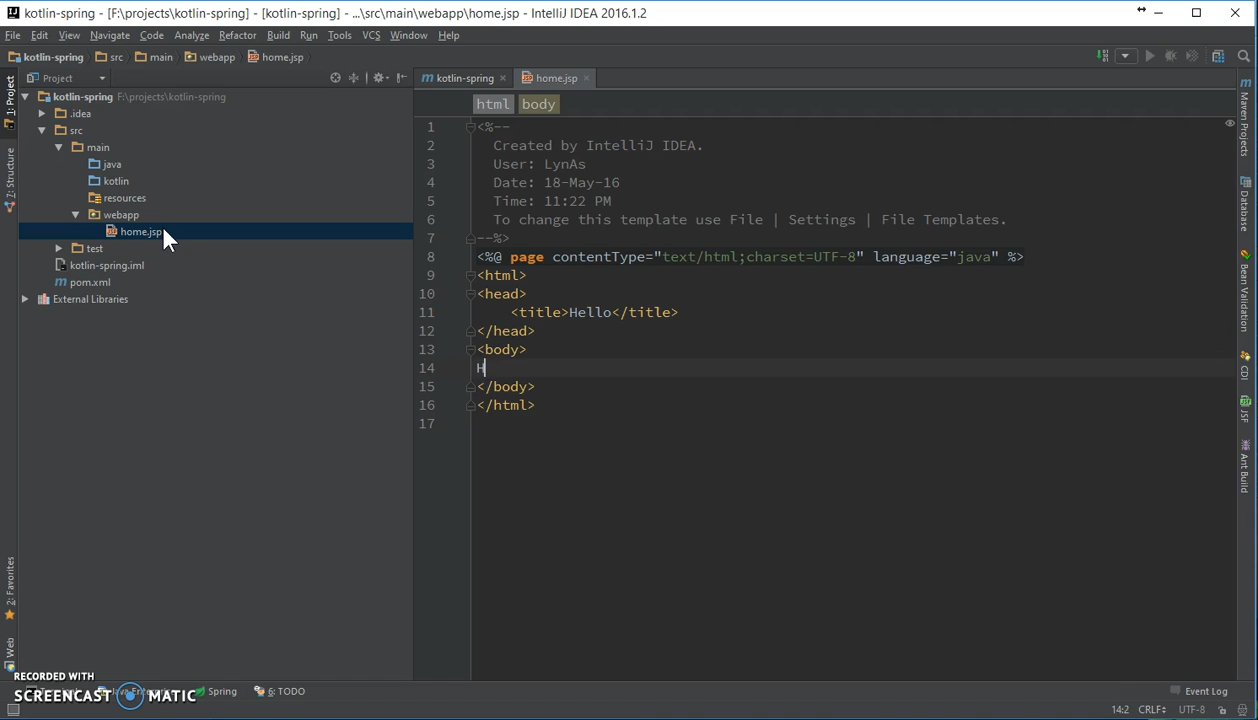 kotlin-spring - [F:\projects\kotlin-spring] - [kotlin-spring] - ...\src\main\webapp\home.jsp - IntelliJ IDEA 2016.1.2
File Edit View Navigate Code Analyze Refactor Build Run Tools VCS Window Help
kotlin-spring src main webapp home.jsp
Project
kotlin-spring home.jsp
html body
kotlin-spring F:\projects\kotlin-spring
.idea
src
main
java
kotlin
resources
webapp
home.jsp
test
kotlin-spring.iml
pom.xml
External Libraries
1 <%--
2 Created by IntelliJ IDEA.
3 User: LynAs
4 Date: 18-May-16
5 Time: 11:22 PM
6 To change this template use File | Settings | File Templates.
7 --%>
8 <%@ page contentType="text/html;charset=UTF-8" language="java" %>
9 <html>
10 <head>
11 <title>Hello</title>
12 </head>
13 <body>
14 H
15 </body>
16 </html>
17
1: Project
7: Structure
2: Favorites
Web
Maven Projects
Database
Bean Validation
CDI
JSF
Ant Build
RECORDED WITH
SCREENCAST MATIC
Spring
6: TODO
Event Log
14:2 CRLF UTF-8